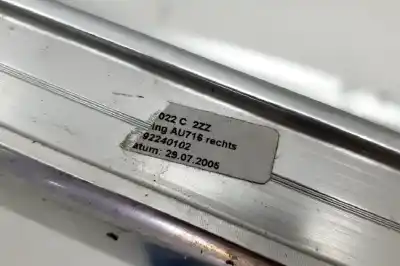 022 C 2ZZ
ing AU716 rechts
92240102
atum: 29.07.2005